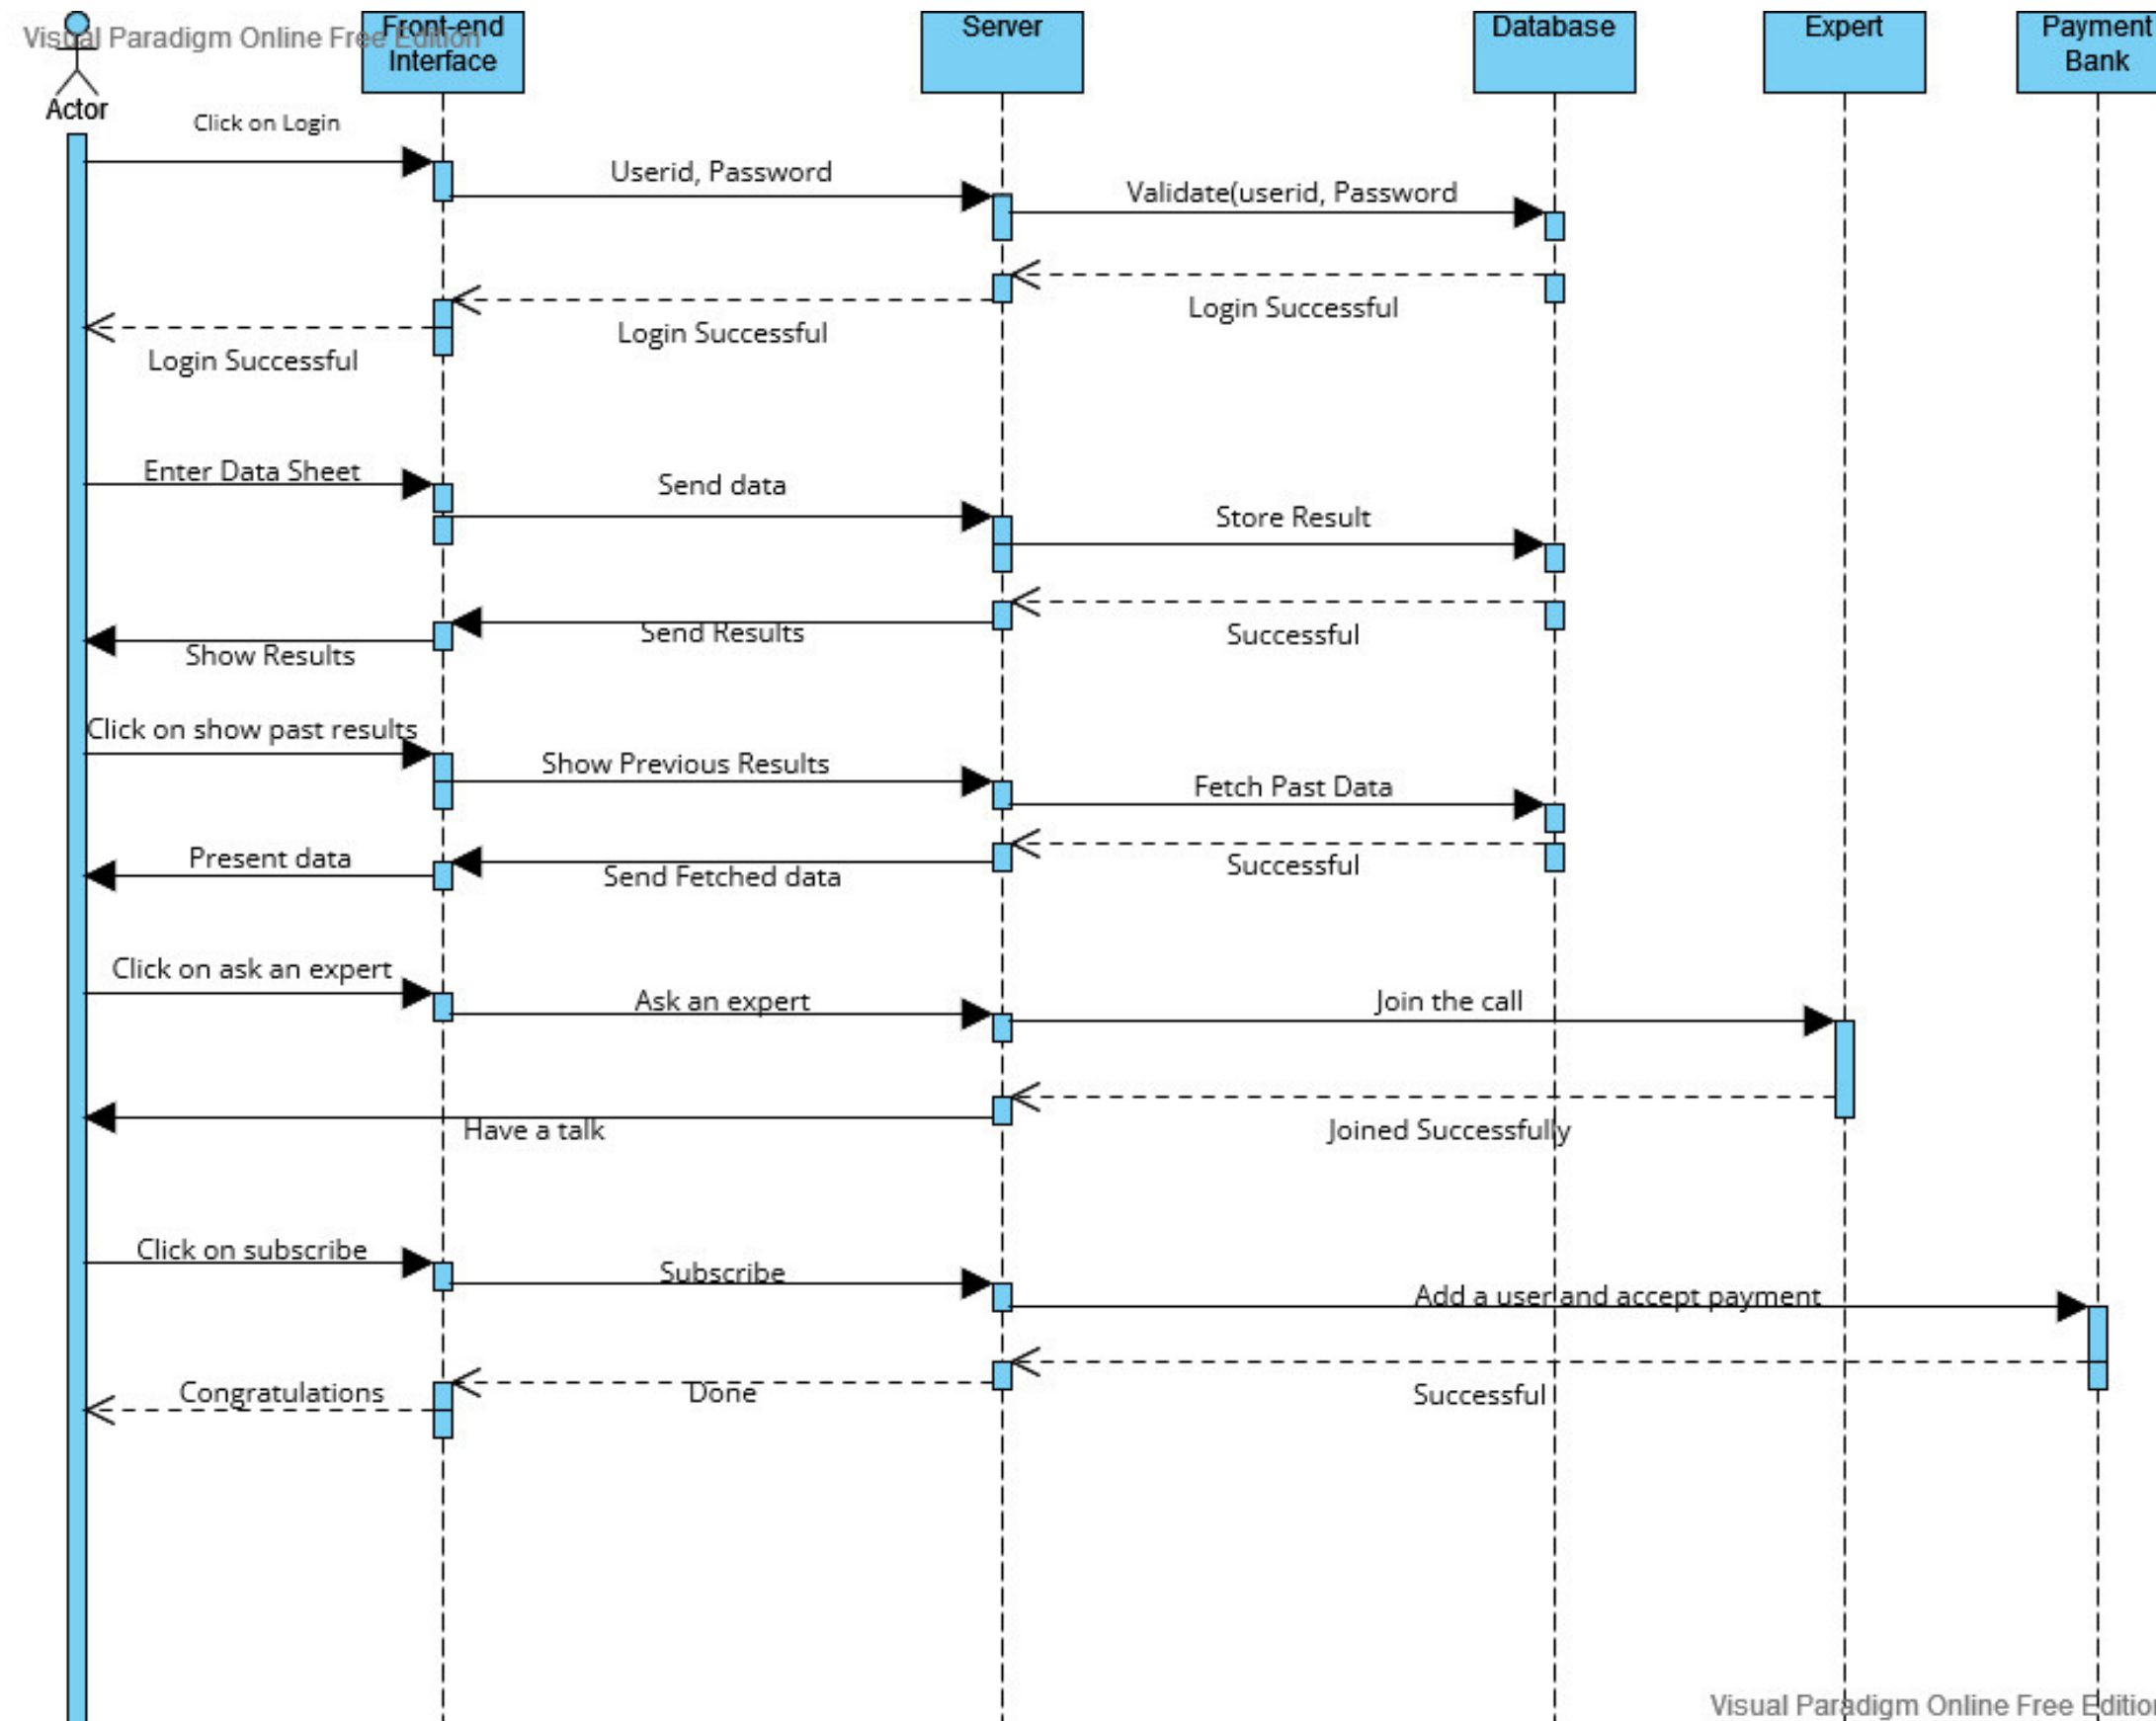 Visual Paradigm Online Free Edition
Actor
Front-end
Interface
Server
Database
Expert
Payment
Bank
Click on Login
Userid, Password
Validate(userid, Password
Login Successful
Login Successful
Login Successful
Enter Data Sheet
Send data
Store Result
Successful
Send Results
Show Results
Click on show past results
Show Previous Results
Fetch Past Data
Successful
Send Fetched data
Present data
Click on ask an expert
Ask an expert
Join the call
Joined Successfully
Have a talk
Click on subscribe
Subscribe
Add a user and accept payment
Successful
Done
Congratulations
Visual Paradigm Online Free Edition